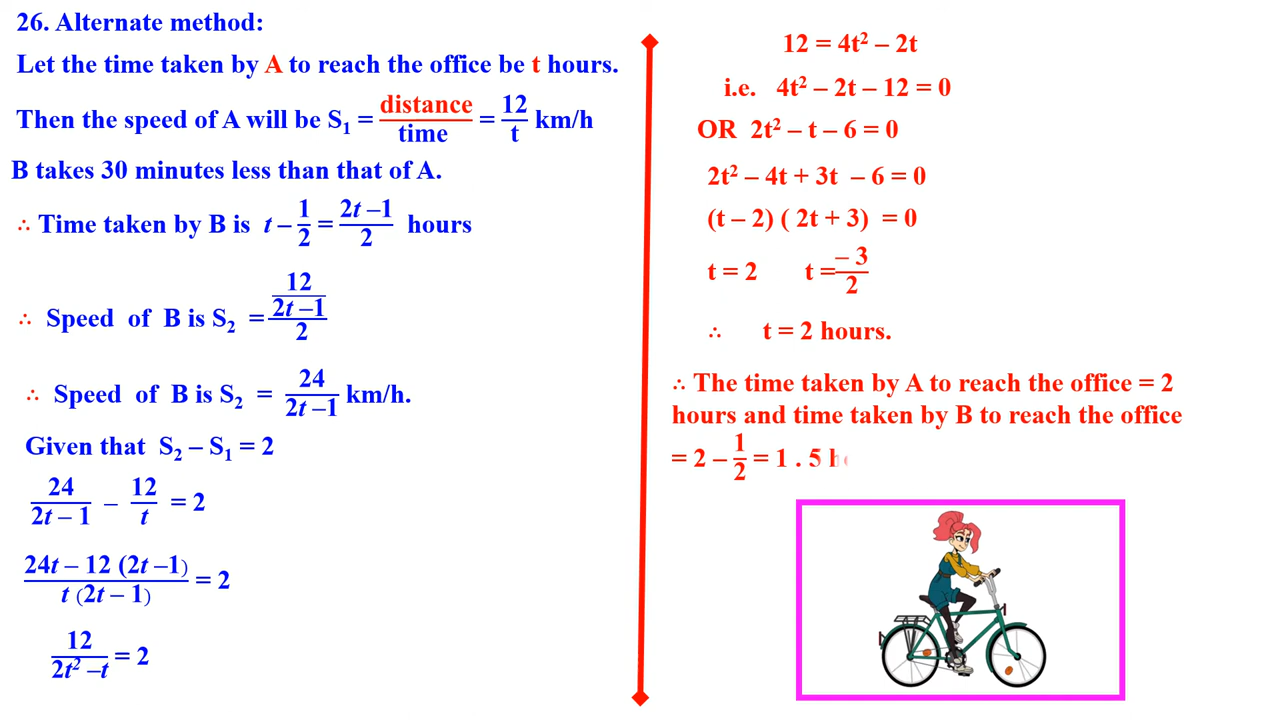 26. Alternate method:
Let the time taken by A to reach the office be t hours.
Then the speed of A will be S₁ = distance/time = 12/t km/h
B takes 30 minutes less than that of A.
∴ Time taken by B is t – 1/2 = 2t –1/2 hours
∴ Speed of B is S₂ = 12/(2t –1/2)
∴ Speed of B is S₂ = 24/2t –1 km/h.
Given that S₂ – S₁ = 2
24/2t – 1 – 12/t = 2
24t – 12 (2t –1)/t (2t – 1) = 2
12/2t² –t = 2
12 = 4t² – 2t
i.e. 4t² – 2t – 12 = 0
OR 2t² – t – 6 = 0
2t² – 4t + 3t – 6 = 0
(t – 2) ( 2t + 3) = 0
t = 2 t = – 3/2
∴ t = 2 hours.
∴ The time taken by A to reach the office = 2
hours and time taken by B to reach the office
= 2 – 1/2 = 1 . 5